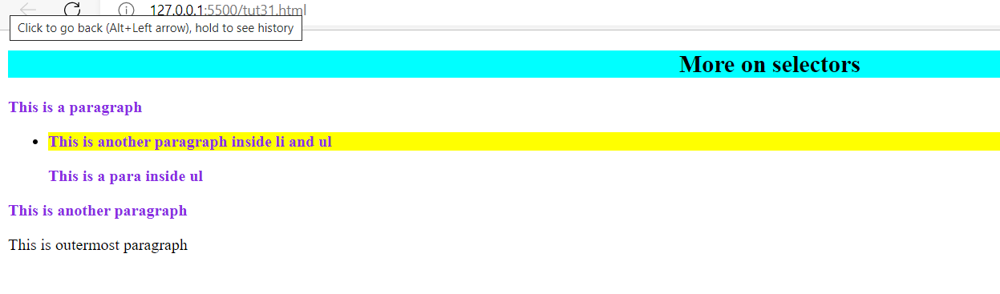 127.0.0.1:5500/tut31.html
Click to go back (Alt+Left arrow), hold to see history
More on selectors
This is a paragraph
This is another paragraph inside li and ul
This is a para inside ul
This is another paragraph
This is outermost paragraph